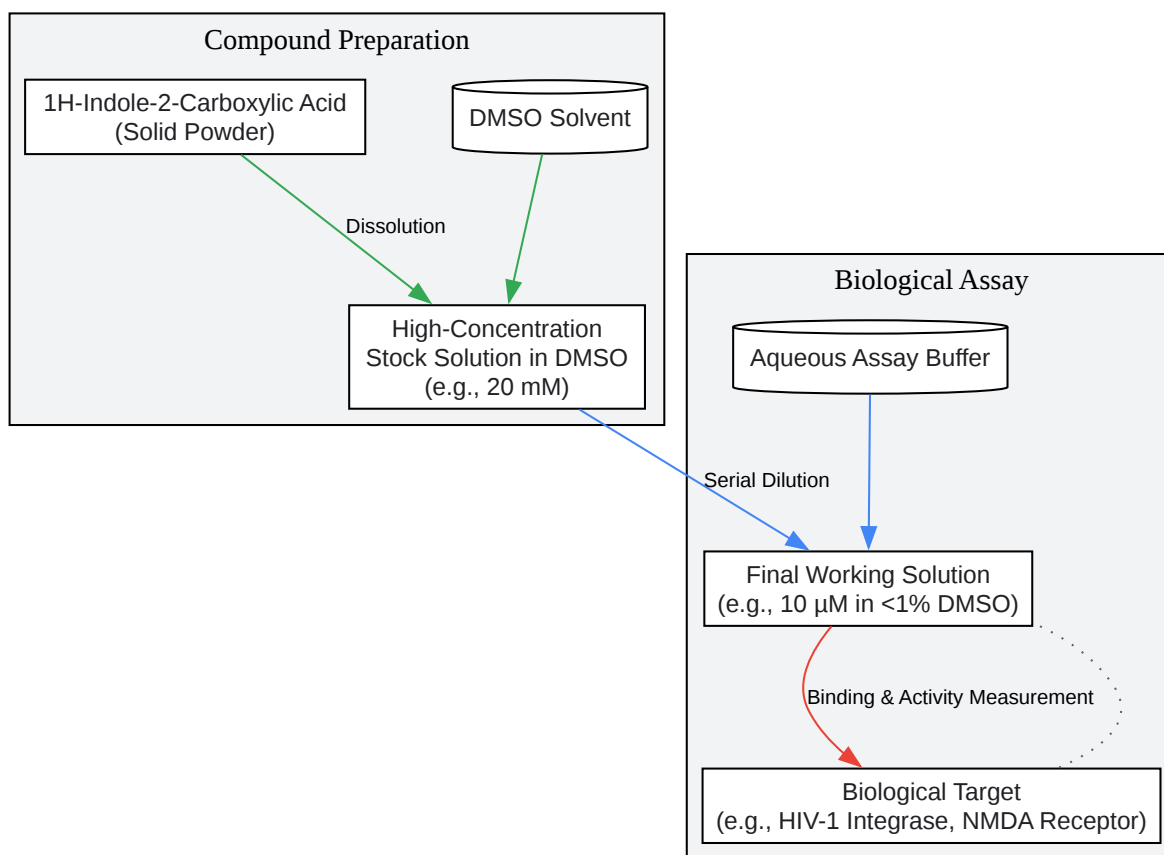 Compound Preparation
1H-Indole-2-Carboxylic Acid
(Solid Powder)
DMSO Solvent
Dissolution
High-Concentration
Stock Solution in DMSO
(e.g., 20 mM)
Biological Assay
Aqueous Assay Buffer
Serial Dilution
Final Working Solution
(e.g., 10 µM in <1% DMSO)
Binding & Activity Measurement
Biological Target
(e.g., HIV-1 Integrase, NMDA Receptor)